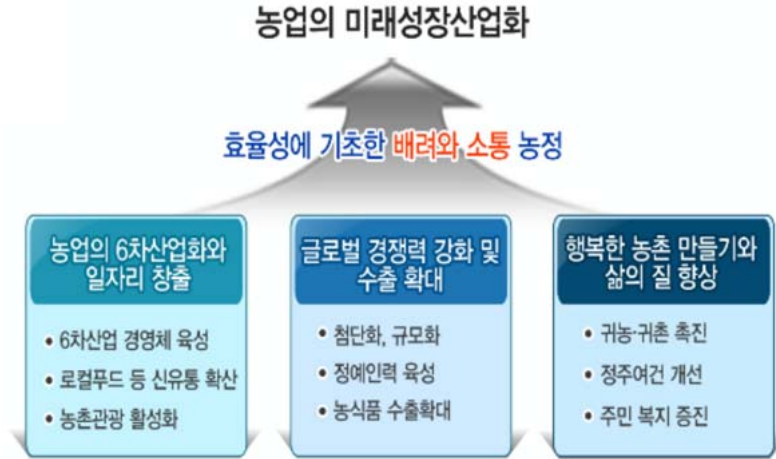 농업의 미래성장산업화
효율성에 기초한 배려와 소통 농정
농업의 6차산업화와
일자리 창출
• 6차산업 경영체 육성
• 로컬푸드 등 신유통 확산
• 농촌관광 활성화
글로벌 경쟁력 강화 및
수출 확대
• 첨단화, 규모화
• 정예인력 육성
• 농식품 수출확대
행복한 농촌 만들기와
삶의 질 향상
• 귀농·귀촌 촉진
• 정주여건 개선
• 주민 복지 증진